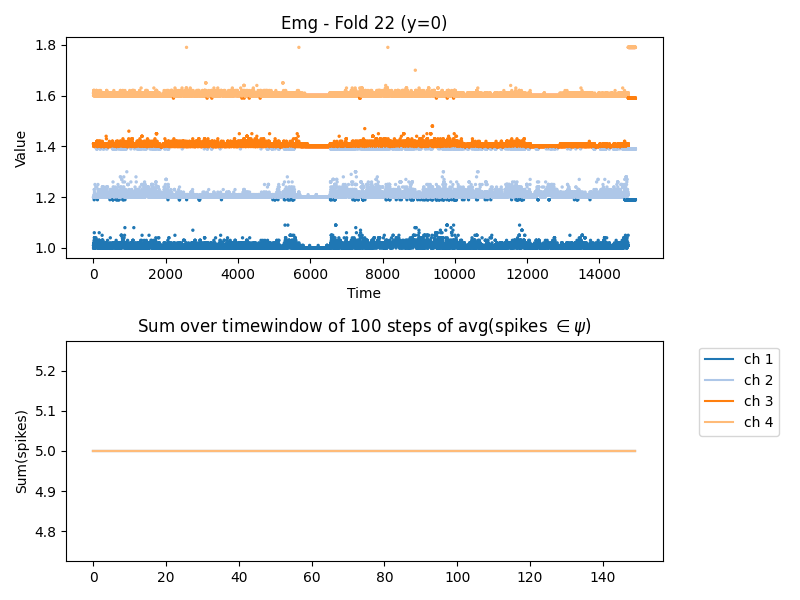 Emg - Fold 22 (y=0)
Value
1.8
1.6
1.4
1.2
1.0
0 2000 4000 6000 8000 10000 12000 14000
Time
Sum over timewindow of 100 steps of avg(spikes ∈ ψ)
Sum(spikes)
5.2
5.1
5.0
4.9
4.8
0 20 40 60 80 100 120 140
ch 1
ch 2
ch 3
ch 4